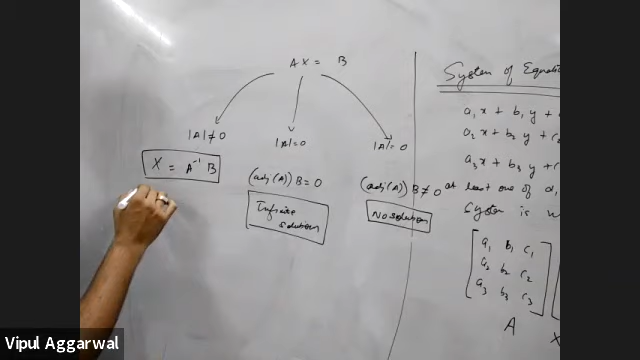 AX = B
|A| ≠ 0
X = A⁻¹ B
|A| = 0
(adj(A)) B = 0
Infinite
solution
|A| = 0
(adj(A)) B ≠ 0
No solution
System of Equati
a₁x + b₁y +
a₂x + b₂y + c₂
a₃x + b₃y + c
at least one of d,
System is
a₁ b₁ c₁
a₂ b₂ c₂
a₃ b₃ c₃
A
X
Vipul Aggarwal